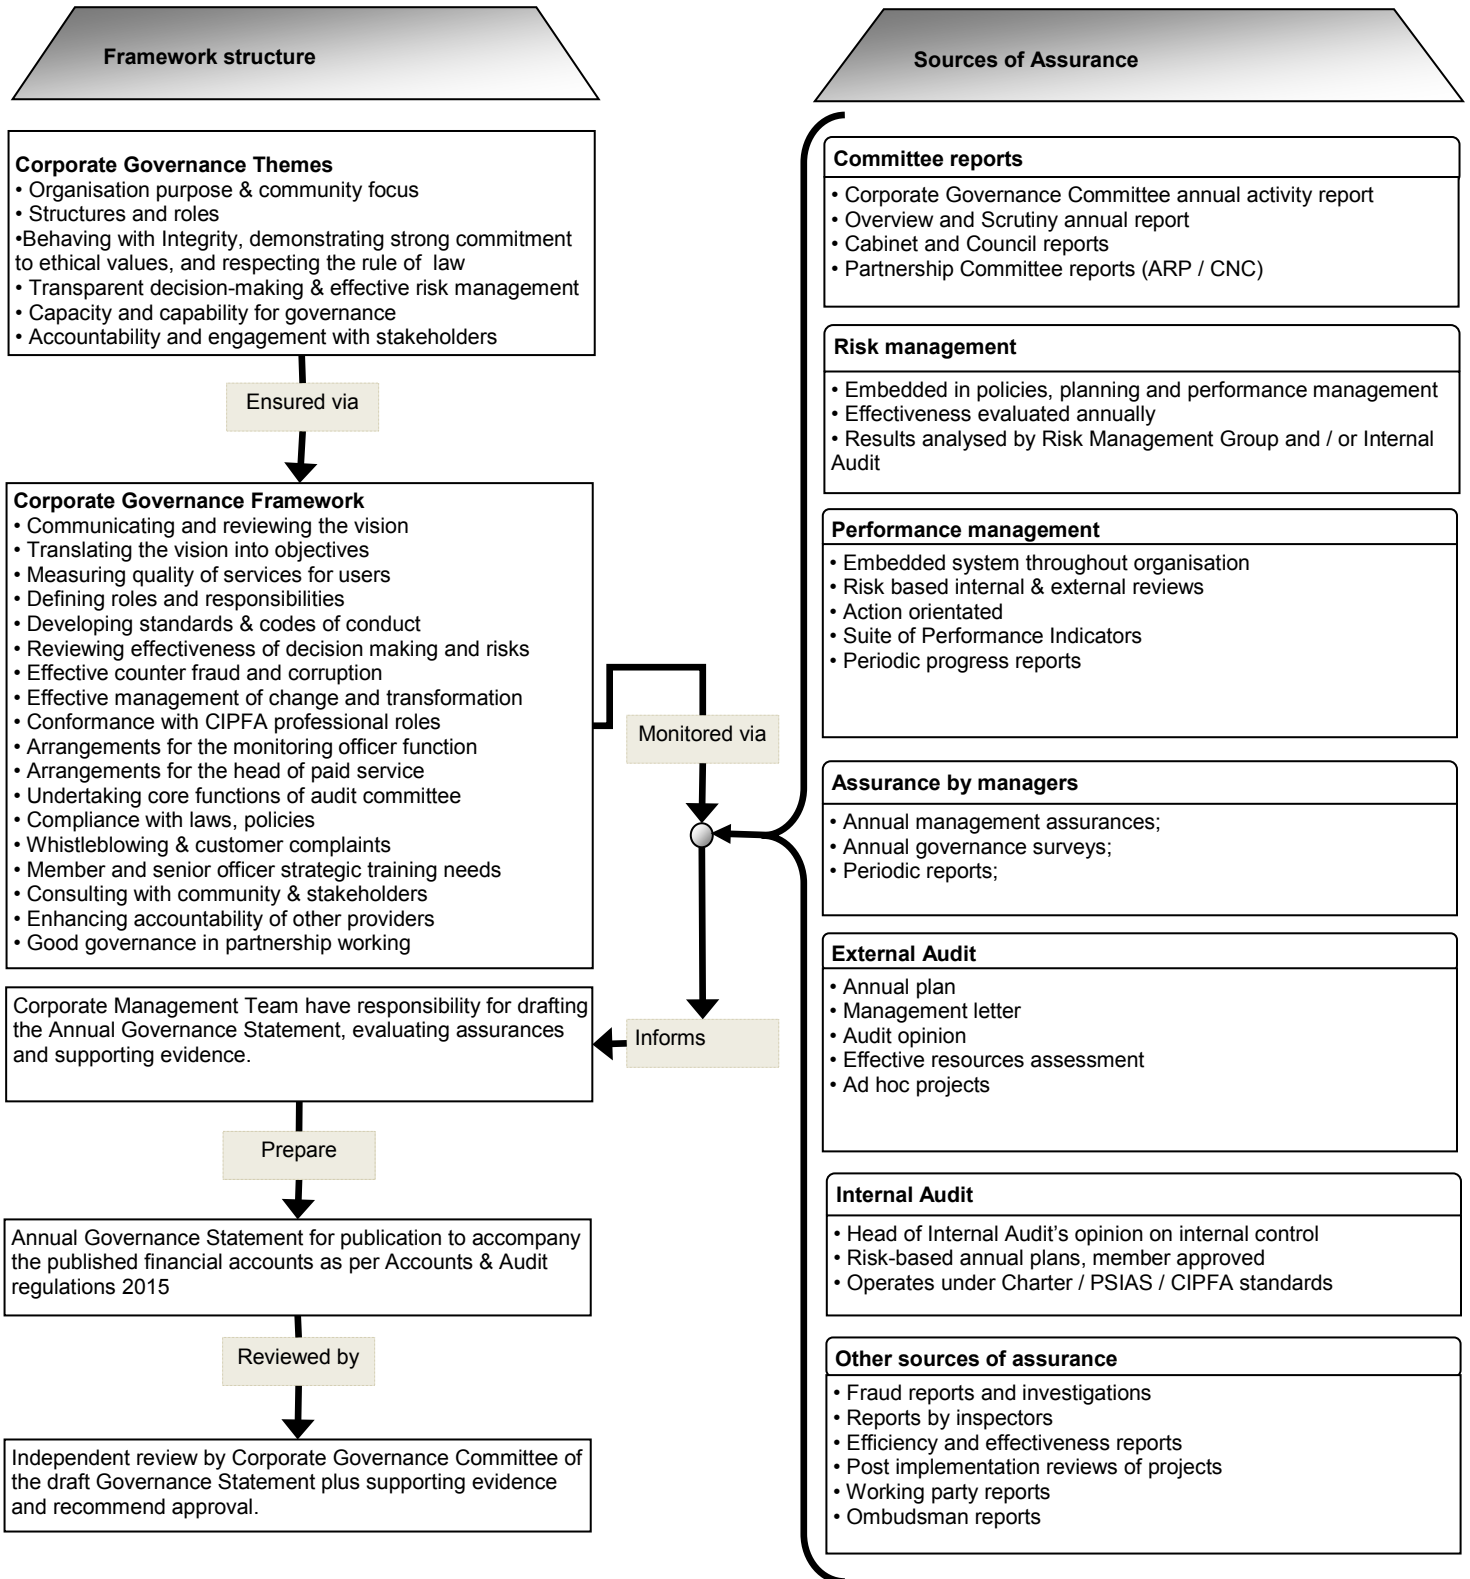 Framework structure
Corporate Governance Themes
• Organisation purpose & community focus
• Structures and roles
•Behaving with Integrity, demonstrating strong commitment
to ethical values, and respecting the rule of law
• Transparent decision-making & effective risk management
• Capacity and capability for governance
• Accountability and engagement with stakeholders
Ensured via
Corporate Governance Framework
• Communicating and reviewing the vision
• Translating the vision into objectives
• Measuring quality of services for users
• Defining roles and responsibilities
• Developing standards & codes of conduct
• Reviewing effectiveness of decision making and risks
• Effective counter fraud and corruption
• Effective management of change and transformation
• Conformance with CIPFA professional roles
• Arrangements for the monitoring officer function
• Arrangements for the head of paid service
• Undertaking core functions of audit committee
• Compliance with laws, policies
• Whistleblowing & customer complaints
• Member and senior officer strategic training needs
• Consulting with community & stakeholders
• Enhancing accountability of other providers
• Good governance in partnership working
Monitored via
Informs
Corporate Management Team have responsibility for drafting
the Annual Governance Statement, evaluating assurances
and supporting evidence.
Prepare
Annual Governance Statement for publication to accompany
the published financial accounts as per Accounts & Audit
regulations 2015
Reviewed by
Independent review by Corporate Governance Committee of
the draft Governance Statement plus supporting evidence
and recommend approval.
Sources of Assurance
Committee reports
• Corporate Governance Committee annual activity report
• Overview and Scrutiny annual report
• Cabinet and Council reports
• Partnership Committee reports (ARP / CNC)
Risk management
• Embedded in policies, planning and performance management
• Effectiveness evaluated annually
• Results analysed by Risk Management Group and / or Internal
Audit
Performance management
• Embedded system throughout organisation
• Risk based internal & external reviews
• Action orientated
• Suite of Performance Indicators
• Periodic progress reports
Assurance by managers
• Annual management assurances;
• Annual governance surveys;
• Periodic reports;
External Audit
• Annual plan
• Management letter
• Audit opinion
• Effective resources assessment
• Ad hoc projects
Internal Audit
• Head of Internal Audit’s opinion on internal control
• Risk-based annual plans, member approved
• Operates under Charter / PSIAS / CIPFA standards
Other sources of assurance
• Fraud reports and investigations
• Reports by inspectors
• Efficiency and effectiveness reports
• Post implementation reviews of projects
• Working party reports
• Ombudsman reports